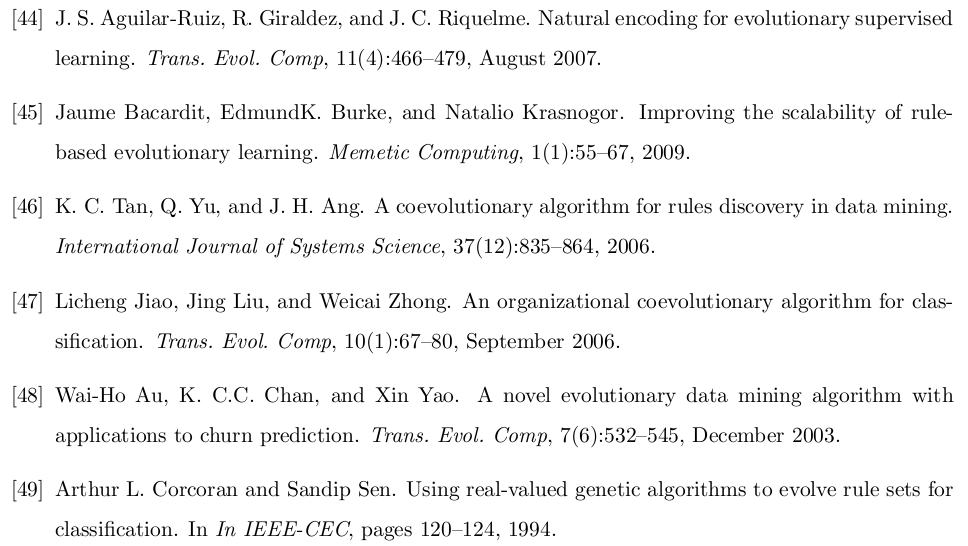 [44] J. S. Aguilar-Ruiz, R. Giraldez, and J. C. Riquelme. Natural encoding for evolutionary supervised
learning. Trans. Evol. Comp, 11(4):466–479, August 2007.
[45] Jaume Bacardit, EdmundK. Burke, and Natalio Krasnogor. Improving the scalability of rule-
based evolutionary learning. Memetic Computing, 1(1):55–67, 2009.
[46] K. C. Tan, Q. Yu, and J. H. Ang. A coevolutionary algorithm for rules discovery in data mining.
International Journal of Systems Science, 37(12):835–864, 2006.
[47] Licheng Jiao, Jing Liu, and Weicai Zhong. An organizational coevolutionary algorithm for clas-
sification. Trans. Evol. Comp, 10(1):67–80, September 2006.
[48] Wai-Ho Au, K. C.C. Chan, and Xin Yao. A novel evolutionary data mining algorithm with
applications to churn prediction. Trans. Evol. Comp, 7(6):532–545, December 2003.
[49] Arthur L. Corcoran and Sandip Sen. Using real-valued genetic algorithms to evolve rule sets for
classification. In In IEEE-CEC, pages 120–124, 1994.